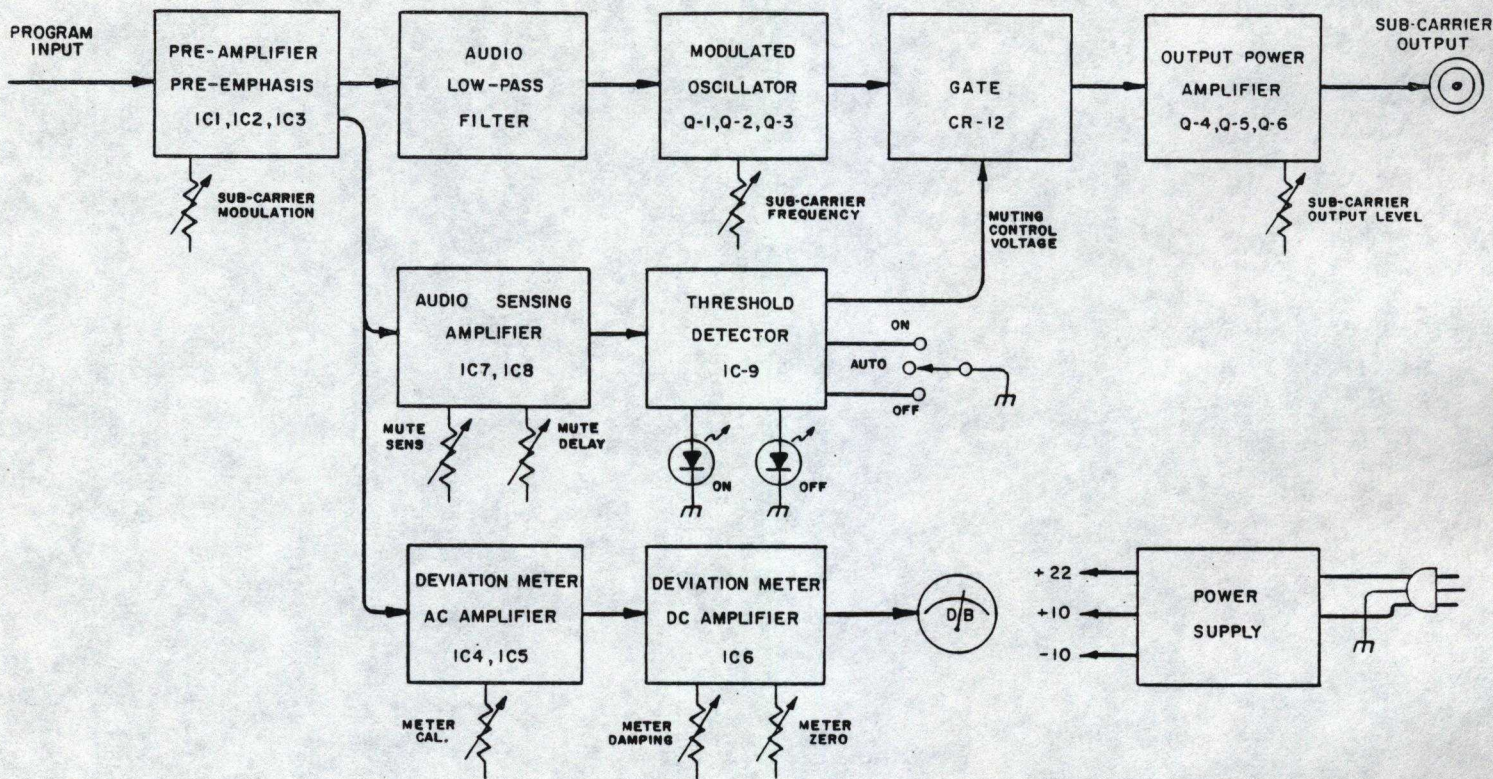 PROGRAM
INPUT
PRE-AMPLIFIER
PRE-EMPHASIS
IC1, IC2, IC3
AUDIO
LOW-PASS
FILTER
MODULATED
OSCILLATOR
Q-1, Q-2, Q-3
GATE
CR-12
OUTPUT POWER
AMPLIFIER
Q-4, Q-5, Q-6
SUB-CARRIER
OUTPUT
SUB-CARRIER
MODULATION
SUB-CARRIER
FREQUENCY
MUTING
CONTROL
VOLTAGE
SUB-CARRIER
OUTPUT LEVEL
AUDIO SENSING
AMPLIFIER
IC7, IC8
THRESHOLD
DETECTOR
IC-9
ON
AUTO
OFF
MUTE
SENS
MUTE
DELAY
ON
OFF
DEVIATION METER
AC AMPLIFIER
IC4, IC5
DEVIATION METER
DC AMPLIFIER
IC6
D/B
+22
+10
-10
POWER
SUPPLY
METER
CAL.
METER
DAMPING
METER
ZERO